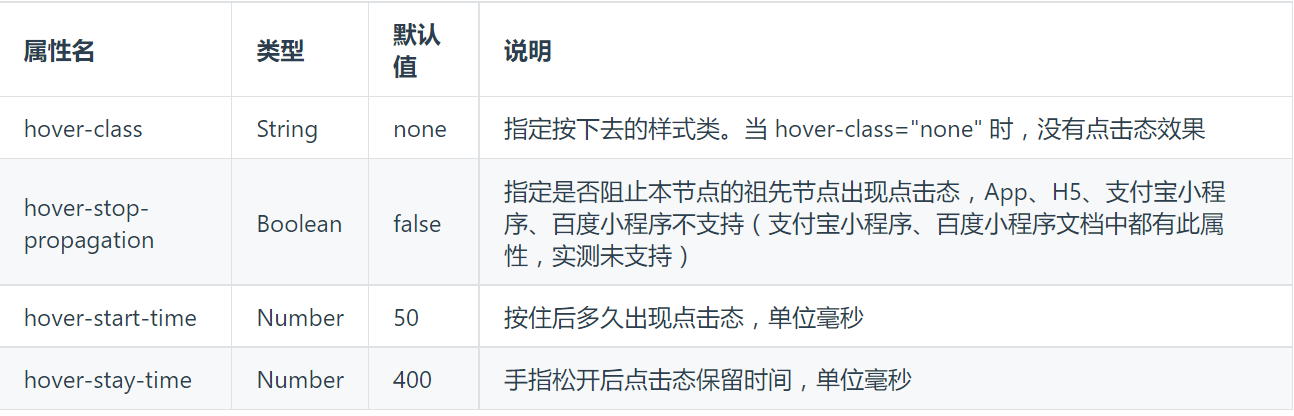 属性名 类型 默认值 说明
hover-class String none 指定按下去的样式类。当 hover-class="none" 时，没有点击态效果
hover-stop-propagation Boolean false 指定是否阻止本节点的祖先节点出现点击态，App、H5、支付宝小程
序、百度小程序不支持（支付宝小程序、百度小程序文档中都有此属
性，实测未支持）
hover-start-time Number 50 按住后多久出现点击态，单位毫秒
hover-stay-time Number 400 手指松开后点击态保留时间，单位毫秒